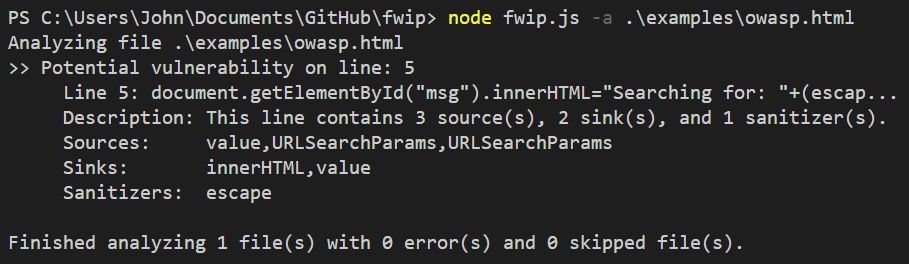 PS C:\Users\John\Documents\GitHub\fwip> node fwip.js -a .\examples\owasp.html
Analyzing file .\examples\owasp.html
>> Potential vulnerability on line: 5
     Line 5: document.getElementById("msg").innerHTML="Searching for: "+(escap...
     Description: This line contains 3 source(s), 2 sink(s), and 1 sanitizer(s).
     Sources:     value,URLSearchParams,URLSearchParams
     Sinks:       innerHTML,value
     Sanitizers:  escape
Finished analyzing 1 file(s) with 0 error(s) and 0 skipped file(s).